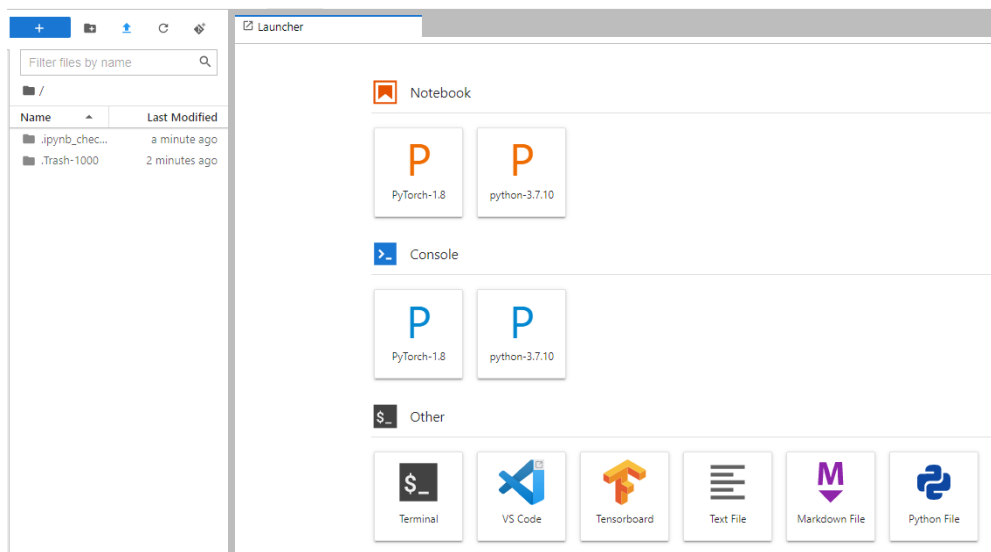 +
Launcher
Filter files by name
/
Name Last Modified
.ipynb_chec... a minute ago
.Trash-1000 2 minutes ago
Notebook
P P
PyTorch-1.8 python-3.7.10
>_ Console
P P
PyTorch-1.8 python-3.7.10
$_ Other
$_ M
Terminal VS Code Tensorboard Text File Markdown File Python File